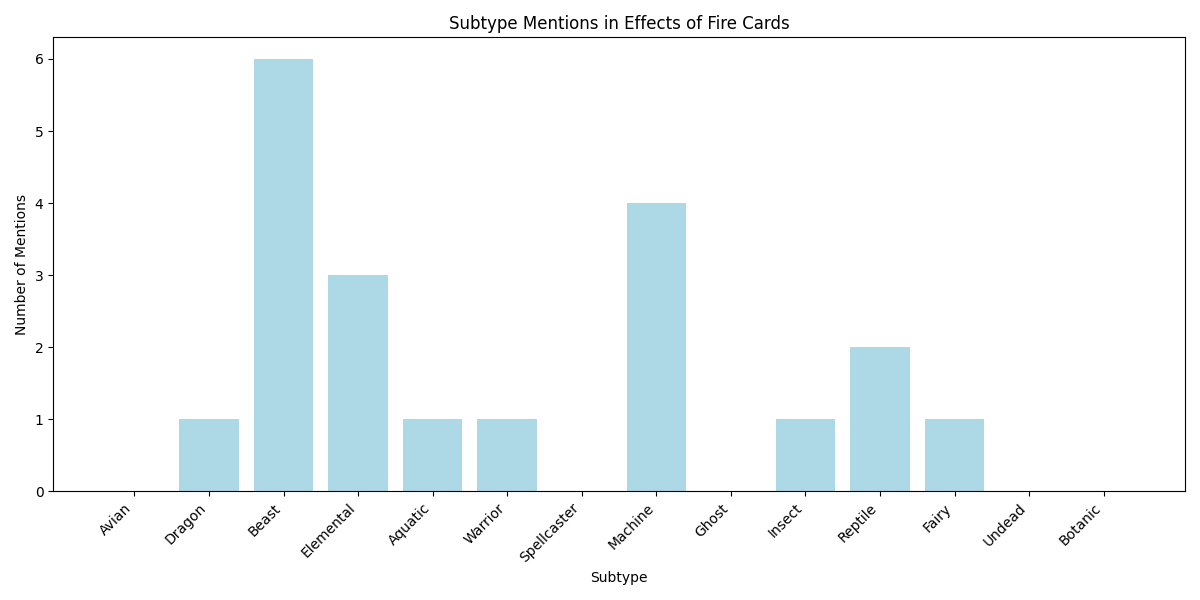 Subtype Mentions in Effects of Fire Cards
Number of Mentions
6
5
4
3
2
1
0
Avian
Dragon
Beast
Elemental
Aquatic
Warrior
Spellcaster
Machine
Ghost
Insect
Reptile
Fairy
Undead
Botanic
Subtype